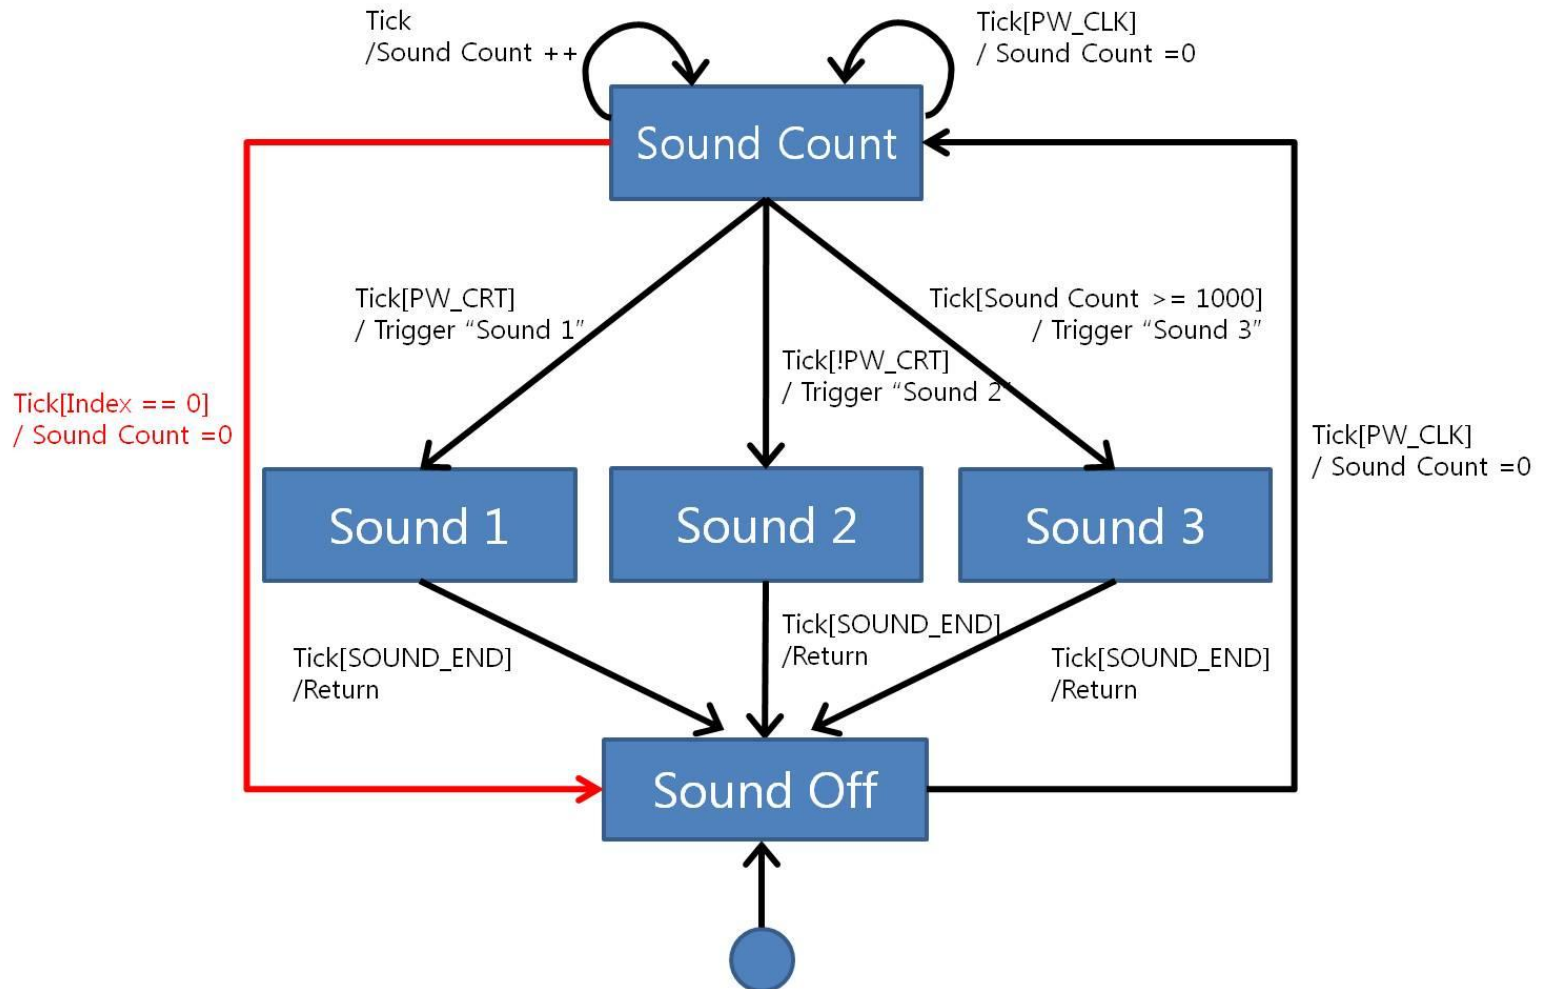 Tick
/Sound Count ++
Tick[PW_CLK]
/ Sound Count =0
Sound Count
Tick[PW_CRT]
/ Trigger “Sound 1”
Tick[!PW_CRT]
/ Trigger “Sound 2”
Tick[Sound Count >= 1000]
/ Trigger “Sound 3”
Tick[Index == 0]
/ Sound Count =0
Tick[PW_CLK]
/ Sound Count =0
Sound 1
Sound 2
Sound 3
Tick[SOUND_END]
/Return
Tick[SOUND_END]
/Return
Tick[SOUND_END]
/Return
Sound Off